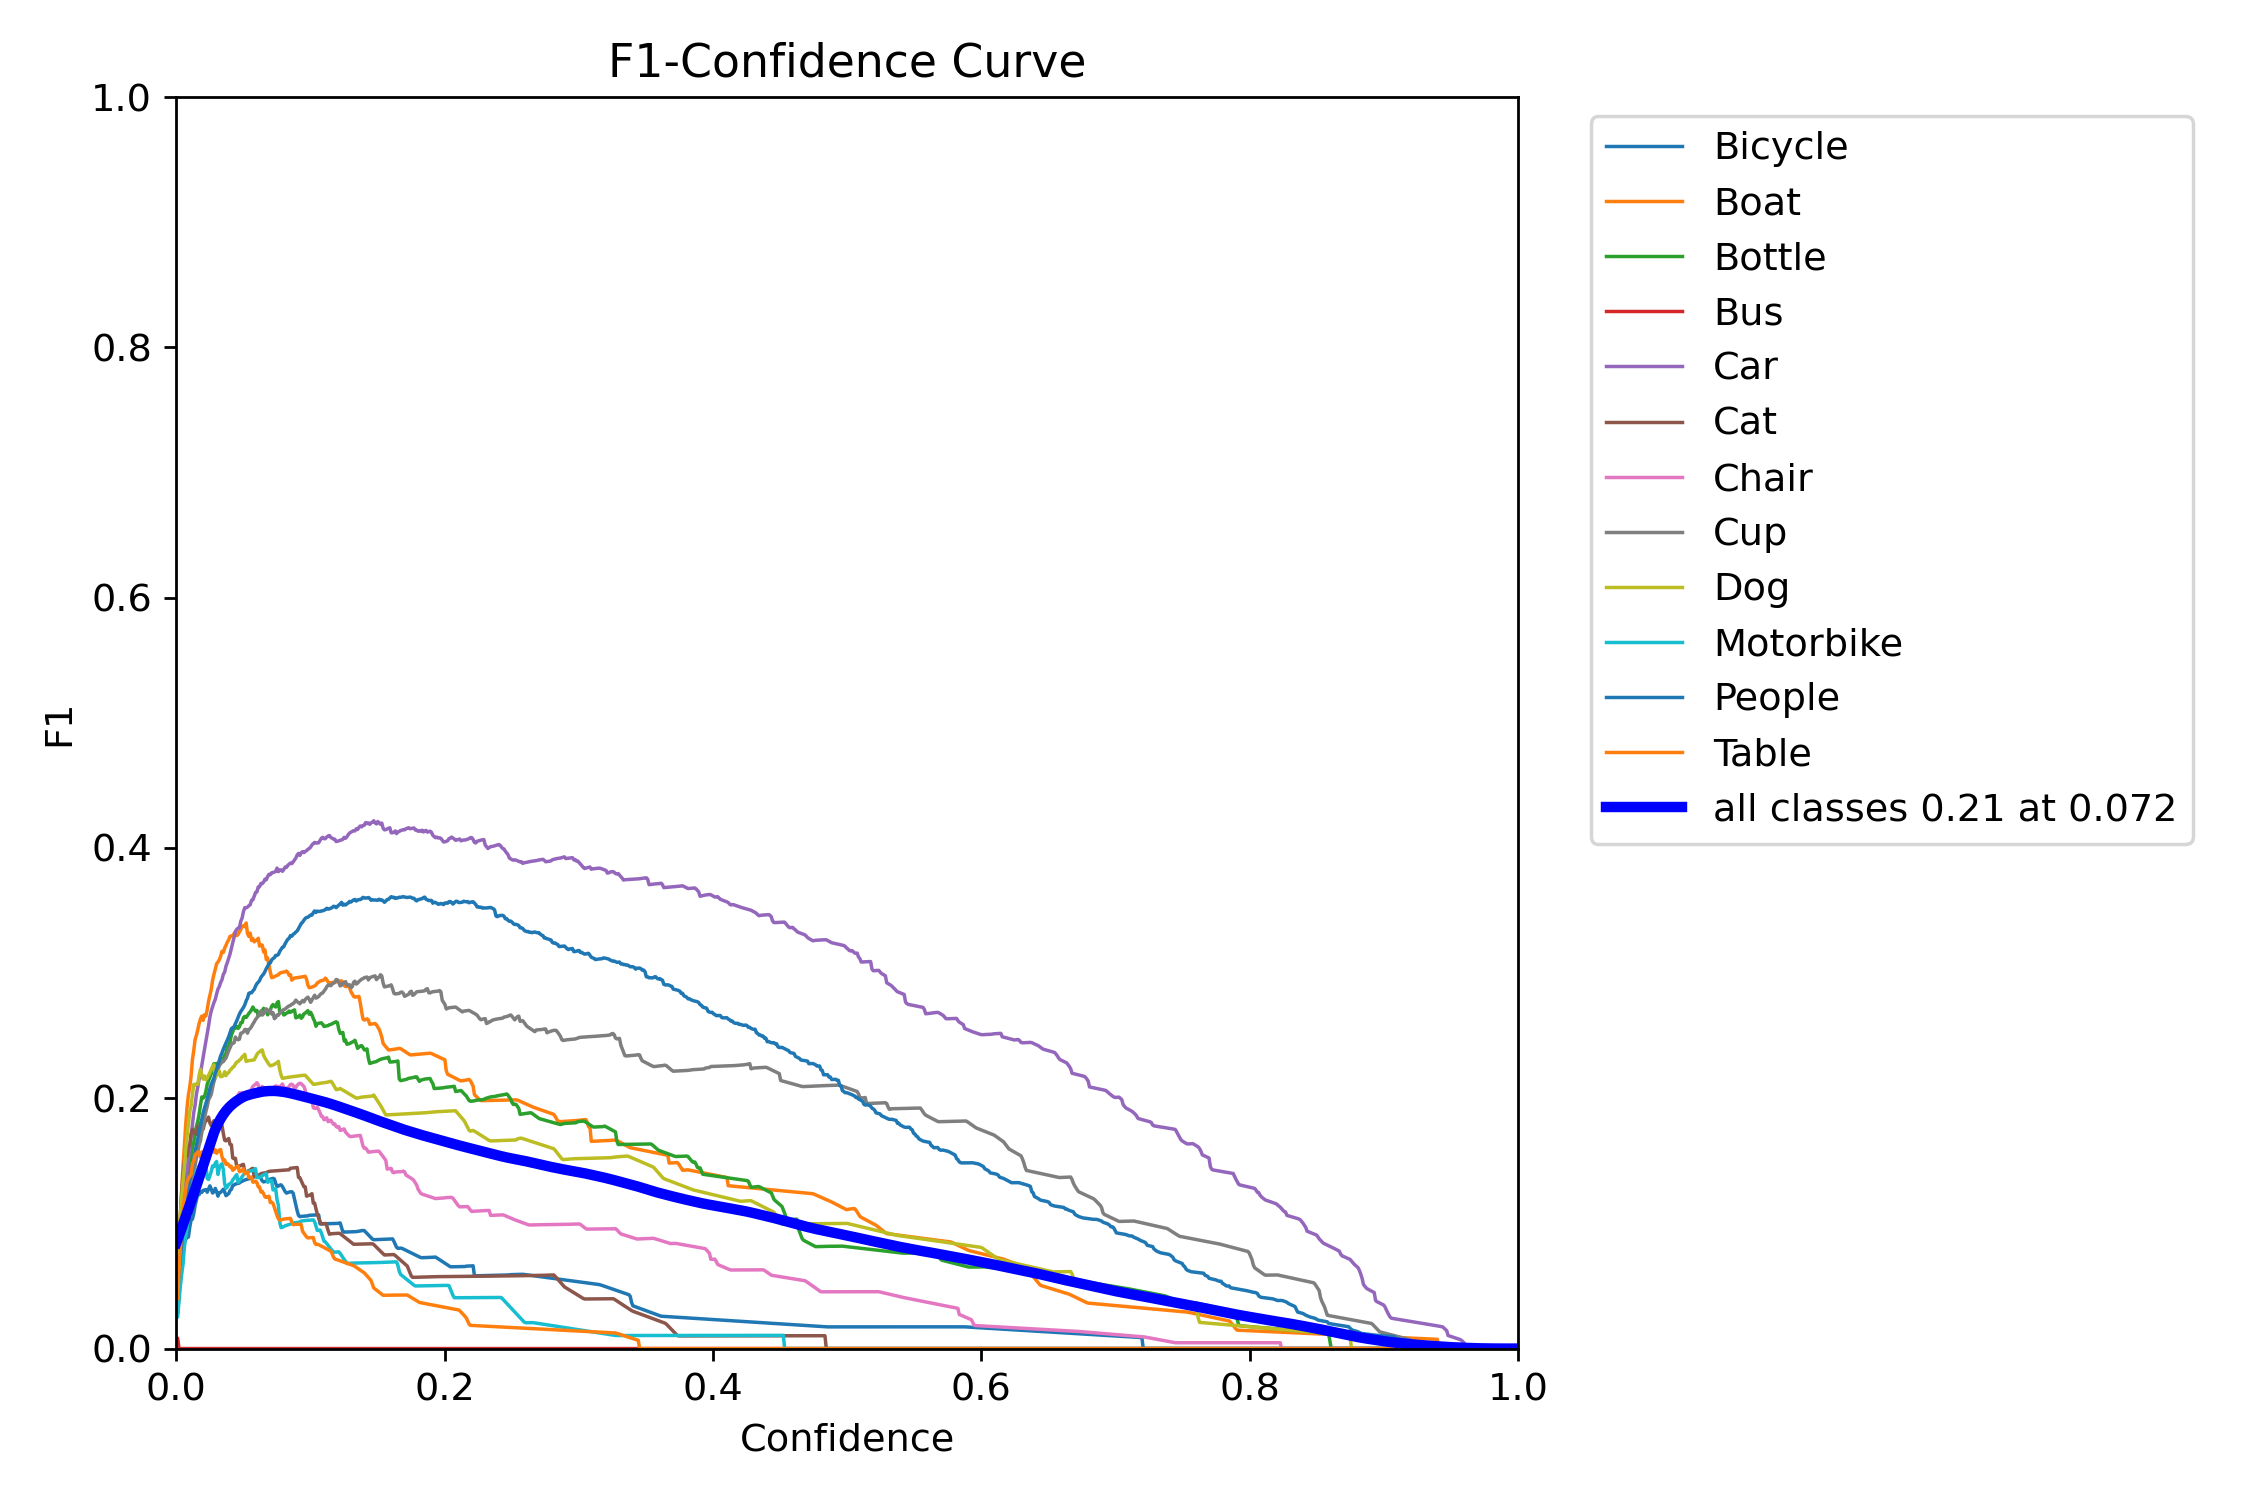 F1-Confidence Curve
1.0
0.8
0.6
0.4
0.2
0.0
F1
0.0 0.2 0.4 0.6 0.8 1.0
Confidence
Bicycle
Boat
Bottle
Bus
Car
Cat
Chair
Cup
Dog
Motorbike
People
Table
all classes 0.21 at 0.072